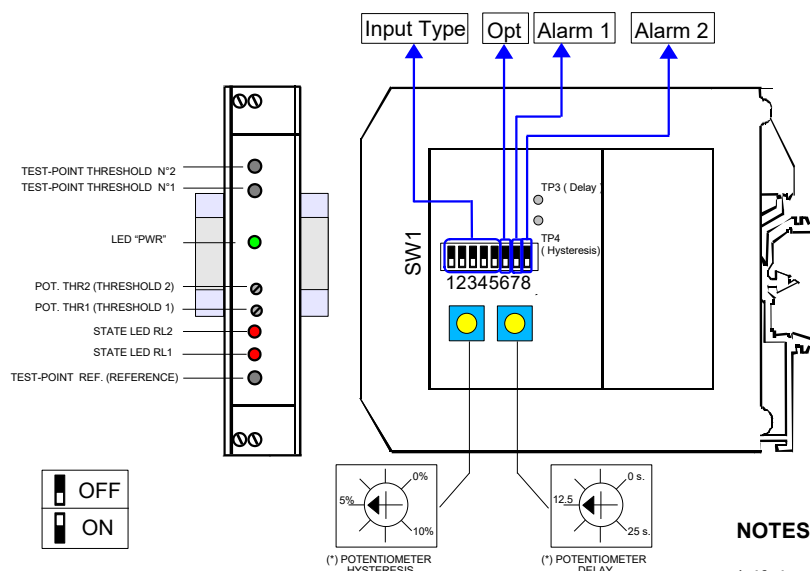 Input Type Opt Alarm 1 Alarm 2
TEST-POINT THRESHOLD N°2
TEST-POINT THRESHOLD N°1
LED “PWR”
POT. THR2 (THRESHOLD 2)
POT. THR1 (THRESHOLD 1)
STATE LED RL2
STATE LED RL1
TEST-POINT REF. (REFERENCE)
TP3 ( Delay )
TP4
( Hysteresis)
SW1
12345678
OFF
ON
0%
5%
10%
(*) POTENTIOMETER
HYSTERESIS
0 s.
12.5
25 s.
(*) POTENTIOMETER
DELAY
NOTES